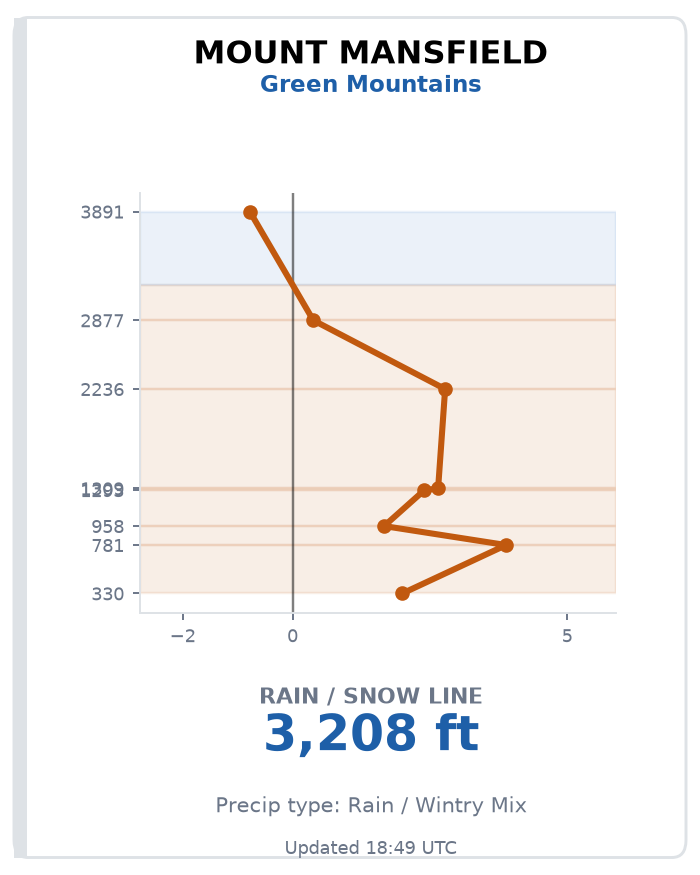 MOUNT MANSFIELD
Green Mountains
3891
2877
2236
958
781
330
−2
0
5
RAIN / SNOW LINE
3,208 ft
Precip type: Rain / Wintry Mix
Updated 18:49 UTC